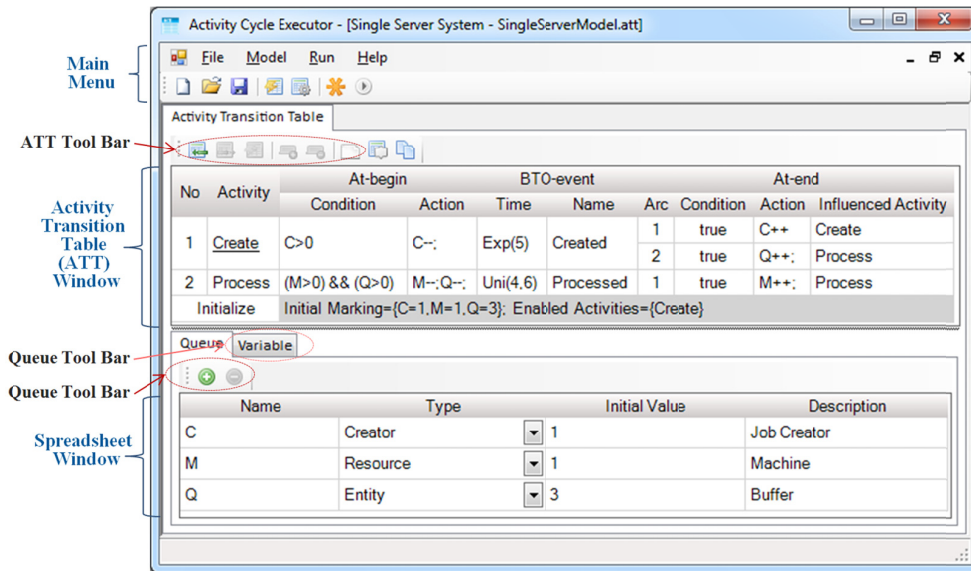 Activity Cycle Executor - [Single Server System - SingleServerModel.att]
Main Menu
File Model Run Help
Activity Transition Table
ATT Tool Bar
No Activity At-begin BTO-event At-end
Condition Action Time Name Arc Condition Action Influenced Activity
Activity Transition Table (ATT) Window
1 Create C>0 C--; Exp(5) Created 1 true C++ Create
2 true Q++; Process
2 Process (M>0) && (Q>0) M--;Q--; Uni(4,6) Processed 1 true M++; Process
Initialize Initial Marking={C=1,M=1,Q=3}; Enabled Activities={Create}
Queue Variable
Queue Tool Bar
Queue Tool Bar
Name Type Initial Value Description
Spreadsheet Window
C Creator 1 Job Creator
M Resource 1 Machine
Q Entity 3 Buffer